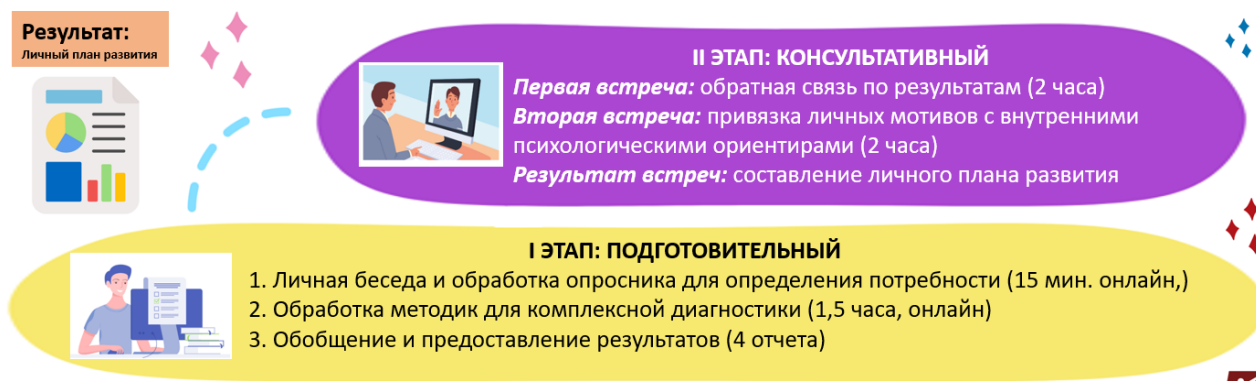 Результат:
Личный план развития
II ЭТАП: КОНСУЛЬТАТИВНЫЙ
Первая встреча: обратная связь по результатам (2 часа)
Вторая встреча: привязка личных мотивов с внутренними
психологическими ориентирами (2 часа)
Результат встреч: составление личного плана развития
I ЭТАП: ПОДГОТОВИТЕЛЬНЫЙ
1. Личная беседа и обработка опросника для определения потребности (15 мин. онлайн,)
2. Обработка методик для комплексной диагностики (1,5 часа, онлайн)
3. Обобщение и предоставление результатов (4 отчета)